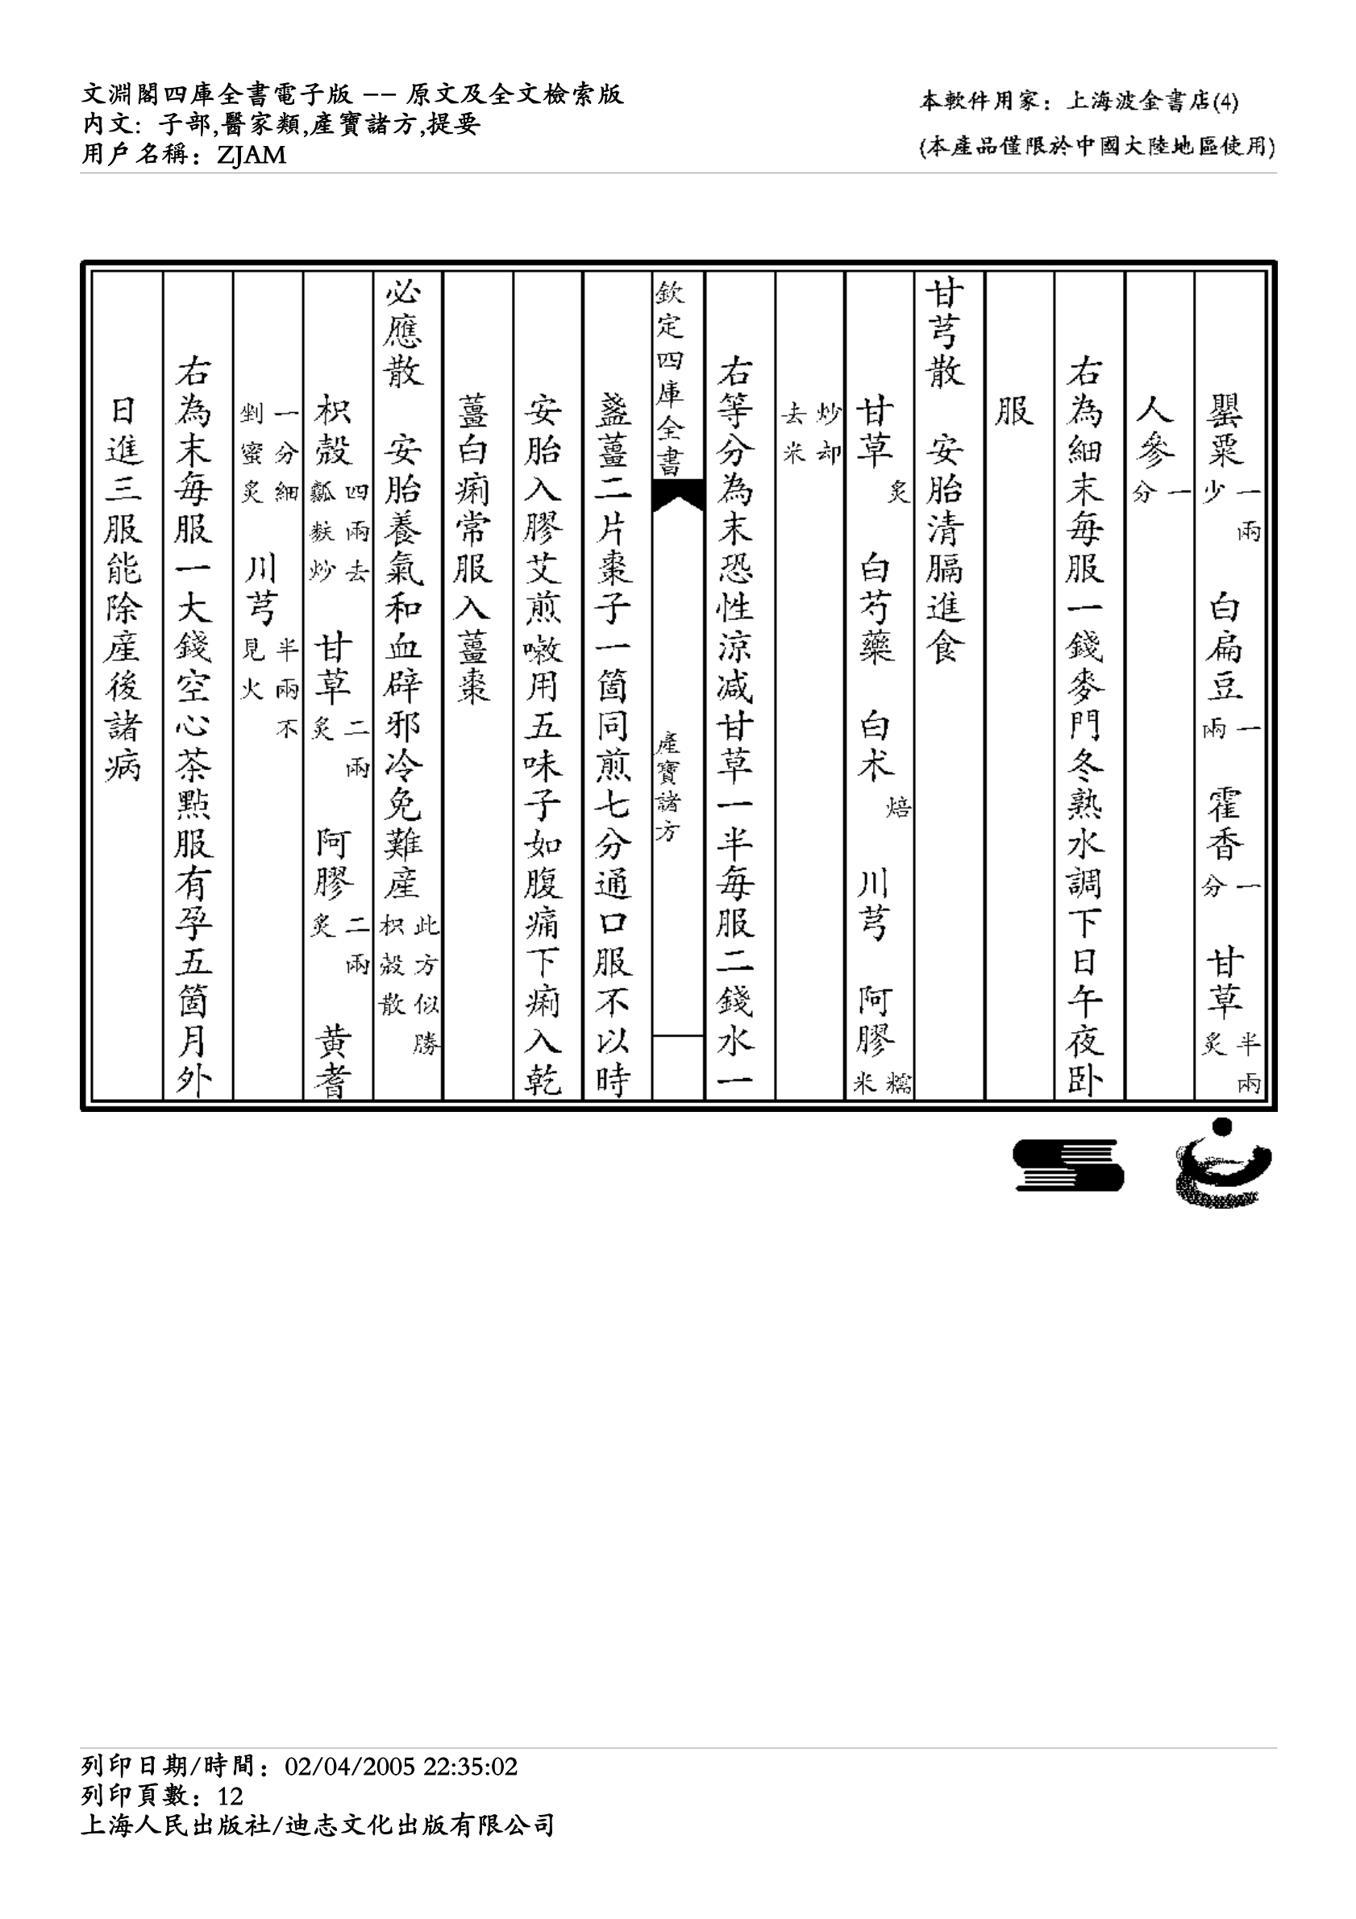 文淵閣四庫全書電子版 -- 原文及全文檢索版
内文: 子部,醫家類,產寶諸方,提要
用戶名稱: ZJAM
本軟件用家: 上海波金書店(4)
(本產品僅限於中國大陸地區使用)
罌粟一兩少 白扁豆一兩 霍香一分 甘草半兩炙
人參一分
右為細末每服一錢麥門冬熟水調下日午夜卧
服
甘芎散 安胎清膈進食
甘草炙 白芍藥 白术焙 川芎 阿膠糯米
炒却去米
右等分為末恐性涼減甘草一半每服二錢水一
欽定四庫全書 產寶諸方
盞薑二片棗子一箇同煎七分通口服不以時
安胎入膠艾煎嗽用五味子如腹痛下痢入乾
薑白痢常服入薑棗
必應散 安胎養氣和血辟邪冷免難產此方似勝枳殼散
枳殼四兩去瓤麩炒 甘草二兩炙 阿膠二兩炙 黄耆
一分細剉蜜炙 川芎半兩不見火
右為末每服一大錢空心茶點服有孕五箇月外
日進三服能除產後諸病
列印日期/時間: 02/04/2005 22:35:02
列印頁數: 12
上海人民出版社/迪志文化出版有限公司